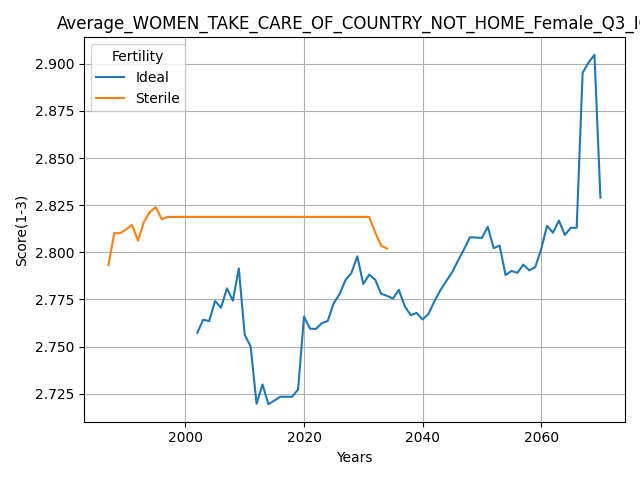 Average_WOMEN_TAKE_CARE_OF_COUNTRY_NOT_HOME_Female_Q3_I
Fertility
Ideal
Sterile
2.900
2.875
2.850
2.825
2.800
2.775
2.750
2.725
Score(1-3)
2000
2020
2040
2060
Years